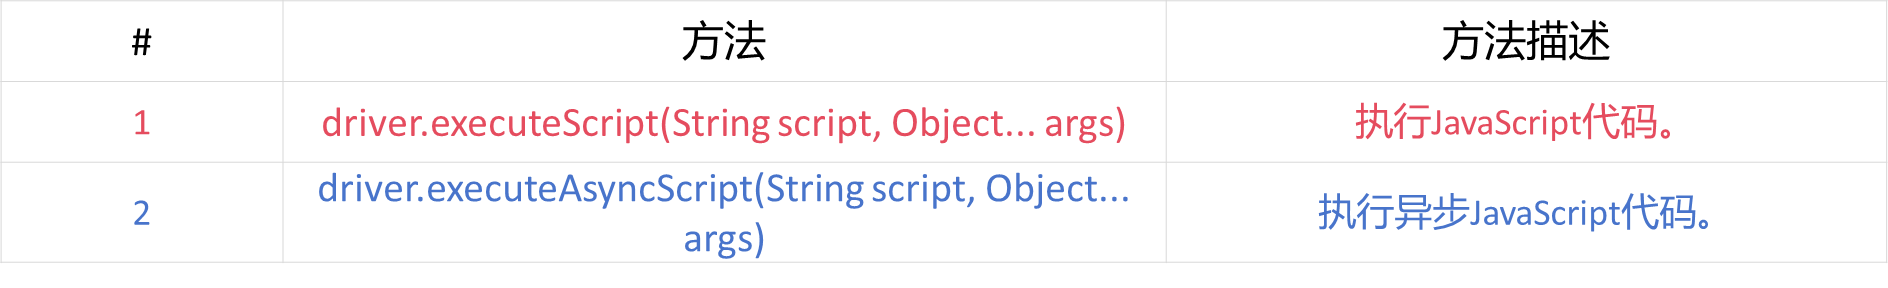 #
方法
方法描述
1
driver.executeScript(String script, Object... args)
执行JavaScript代码。
2
driver.executeAsyncScript(String script, Object...
args)
执行异步JavaScript代码。